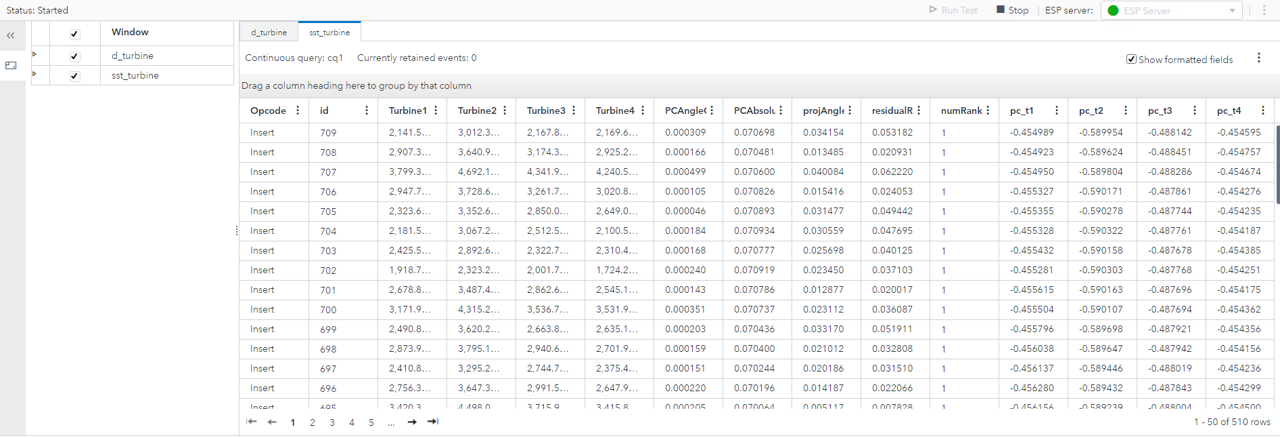 Status: Started Run Test Stop ESP server: ESP Server
Window d_turbine sst_turbine
d_turbine
sst_turbine
Continuous query: cq1 Currently retained events: 0 Show formatted fields
Drag a column heading here to group by that column
Opcode id Turbine1 Turbine2 Turbine3 Turbine4 PCAngleC PCAbsolu projAngle residualR numRank pc_t1 pc_t2 pc_t3 pc_t4
Insert 709 2,141.5... 3,012.3... 2,167.8... 2,169.6... 0.000309 0.070698 0.034154 0.053182 1 -0.454989 -0.589954 -0.488142 -0.454595
Insert 708 2,907.3... 3,640.9... 3,174.3... 2,925.2... 0.000166 0.070481 0.013485 0.020931 1 -0.454923 -0.589624 -0.488451 -0.454757
Insert 707 3,799.3... 4,692.1... 4,341.9... 4,240.5... 0.000499 0.070600 0.040084 0.062220 1 -0.454950 -0.589804 -0.488286 -0.454674
Insert 706 2,947.7... 3,728.6... 3,261.7... 3,020.8... 0.000105 0.070826 0.015416 0.024053 1 -0.455327 -0.590171 -0.487861 -0.454276
Insert 705 2,323.6... 3,352.6... 2,850.0... 2,649.0... 0.000046 0.070893 0.031477 0.049442 1 -0.455355 -0.590278 -0.487744 -0.454235
Insert 704 2,181.5... 3,067.2... 2,512.5... 2,100.5... 0.000184 0.070934 0.030559 0.047695 1 -0.455328 -0.590322 -0.487761 -0.454187
Insert 703 2,425.5... 2,892.6... 2,322.7... 2,310.4... 0.000168 0.070777 0.025698 0.040125 1 -0.455432 -0.590158 -0.487678 -0.454385
Insert 702 1,918.7... 2,323.2... 2,001.7... 1,724.2... 0.000240 0.070919 0.023450 0.037103 1 -0.455281 -0.590303 -0.487768 -0.454251
Insert 701 2,678.8... 3,487.4... 2,862.6... 2,545.1... 0.000143 0.070786 0.012877 0.020017 1 -0.455615 -0.590163 -0.487696 -0.454175
Insert 700 3,171.9... 4,315.2... 3,536.7... 3,531.9... 0.000351 0.070737 0.023112 0.036087 1 -0.455504 -0.590107 -0.487694 -0.454362
Insert 699 2,490.8... 3,620.2... 2,663.8... 2,635.1... 0.000203 0.070436 0.033170 0.051911 1 -0.455796 -0.589698 -0.487921 -0.454356
Insert 698 2,873.9... 3,795.1... 2,940.6... 2,701.9... 0.000159 0.070400 0.021012 0.032808 1 -0.456038 -0.589647 -0.487942 -0.454156
Insert 697 2,410.8... 3,295.2... 2,744.7... 2,375.4... 0.000151 0.070244 0.020186 0.031510 1 -0.456137 -0.589446 -0.488019 -0.454236
Insert 696 2,756.3... 3,647.3... 2,991.5... 2,647.9... 0.000220 0.070196 0.014187 0.022066 1 -0.456280 -0.589432 -0.487843 -0.454299
Insert 695 3,420.3 4,498.0 3,715.9 3,415.8 0.000205 0.070064 0.005117 0.007828 1 -0.456156 -0.589239 -0.488004 -0.454500
1 2 3 4 5 ... 1 - 50 of 510 rows